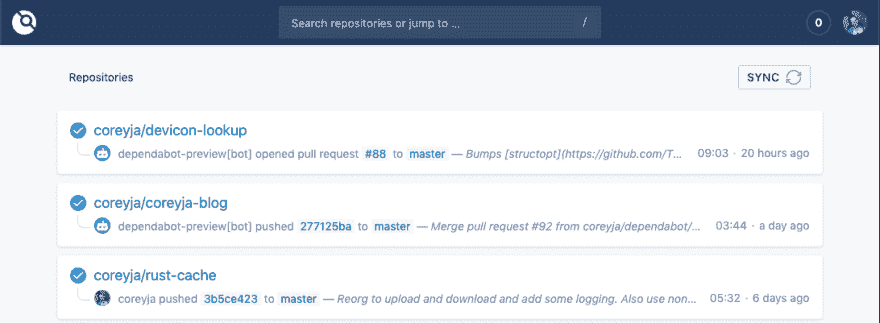 Search repositories or jump to ... / 0
Repositories SYNC
coreyja/devicon-lookup
dependabot-preview[bot] opened pull request #88 to master — Bumps [structopt](https://github.com/T... 09:03 · 20 hours ago
coreyja/coreyja-blog
dependabot-preview[bot] pushed 277125ba to master — Merge pull request #92 from coreyja/dependabot/... 03:44 · a day ago
coreyja/rust-cache
coreyja pushed 3b5ce423 to master — Reorg to upload and download and add some logging. Also use non... 05:32 · 6 days ago